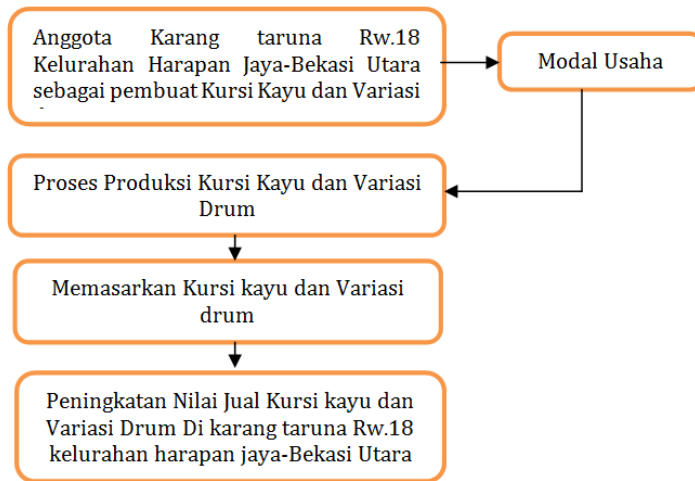 Anggota Karang taruna Rw.18
Kelurahan Harapan Jaya-Bekasi Utara
sebagai pembuat Kursi Kayu dan Variasi
Modal Usaha
Proses Produksi Kursi Kayu dan Variasi
Drum
Memasarkan Kursi kayu dan Variasi
drum
Peningkatan Nilai Jual Kursi kayu dan
Variasi Drum Di karang taruna Rw.18
kelurahan harapan jaya-Bekasi Utara